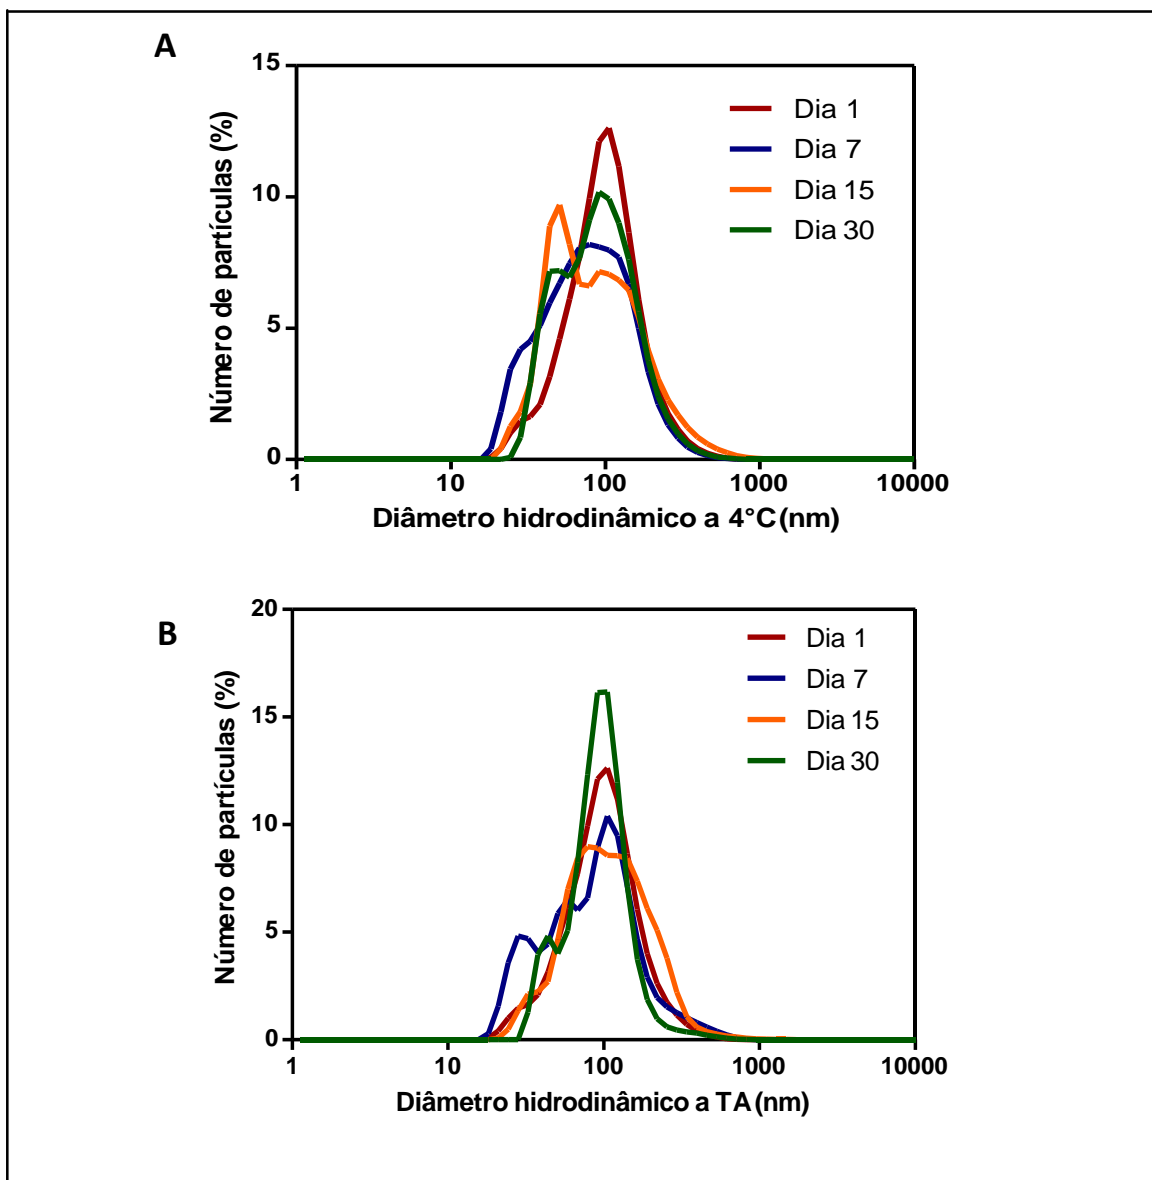 A
Número de partículas (%)
15
10
5
0
Dia 1
Dia 7
Dia 15
Dia 30
1 10 100 1000 10000
Diâmetro hidrodinâmico a 4°C (nm)
B
Número de partículas (%)
20
15
10
5
0
Dia 1
Dia 7
Dia 15
Dia 30
1 10 100 1000 10000
Diâmetro hidrodinâmico a TA (nm)